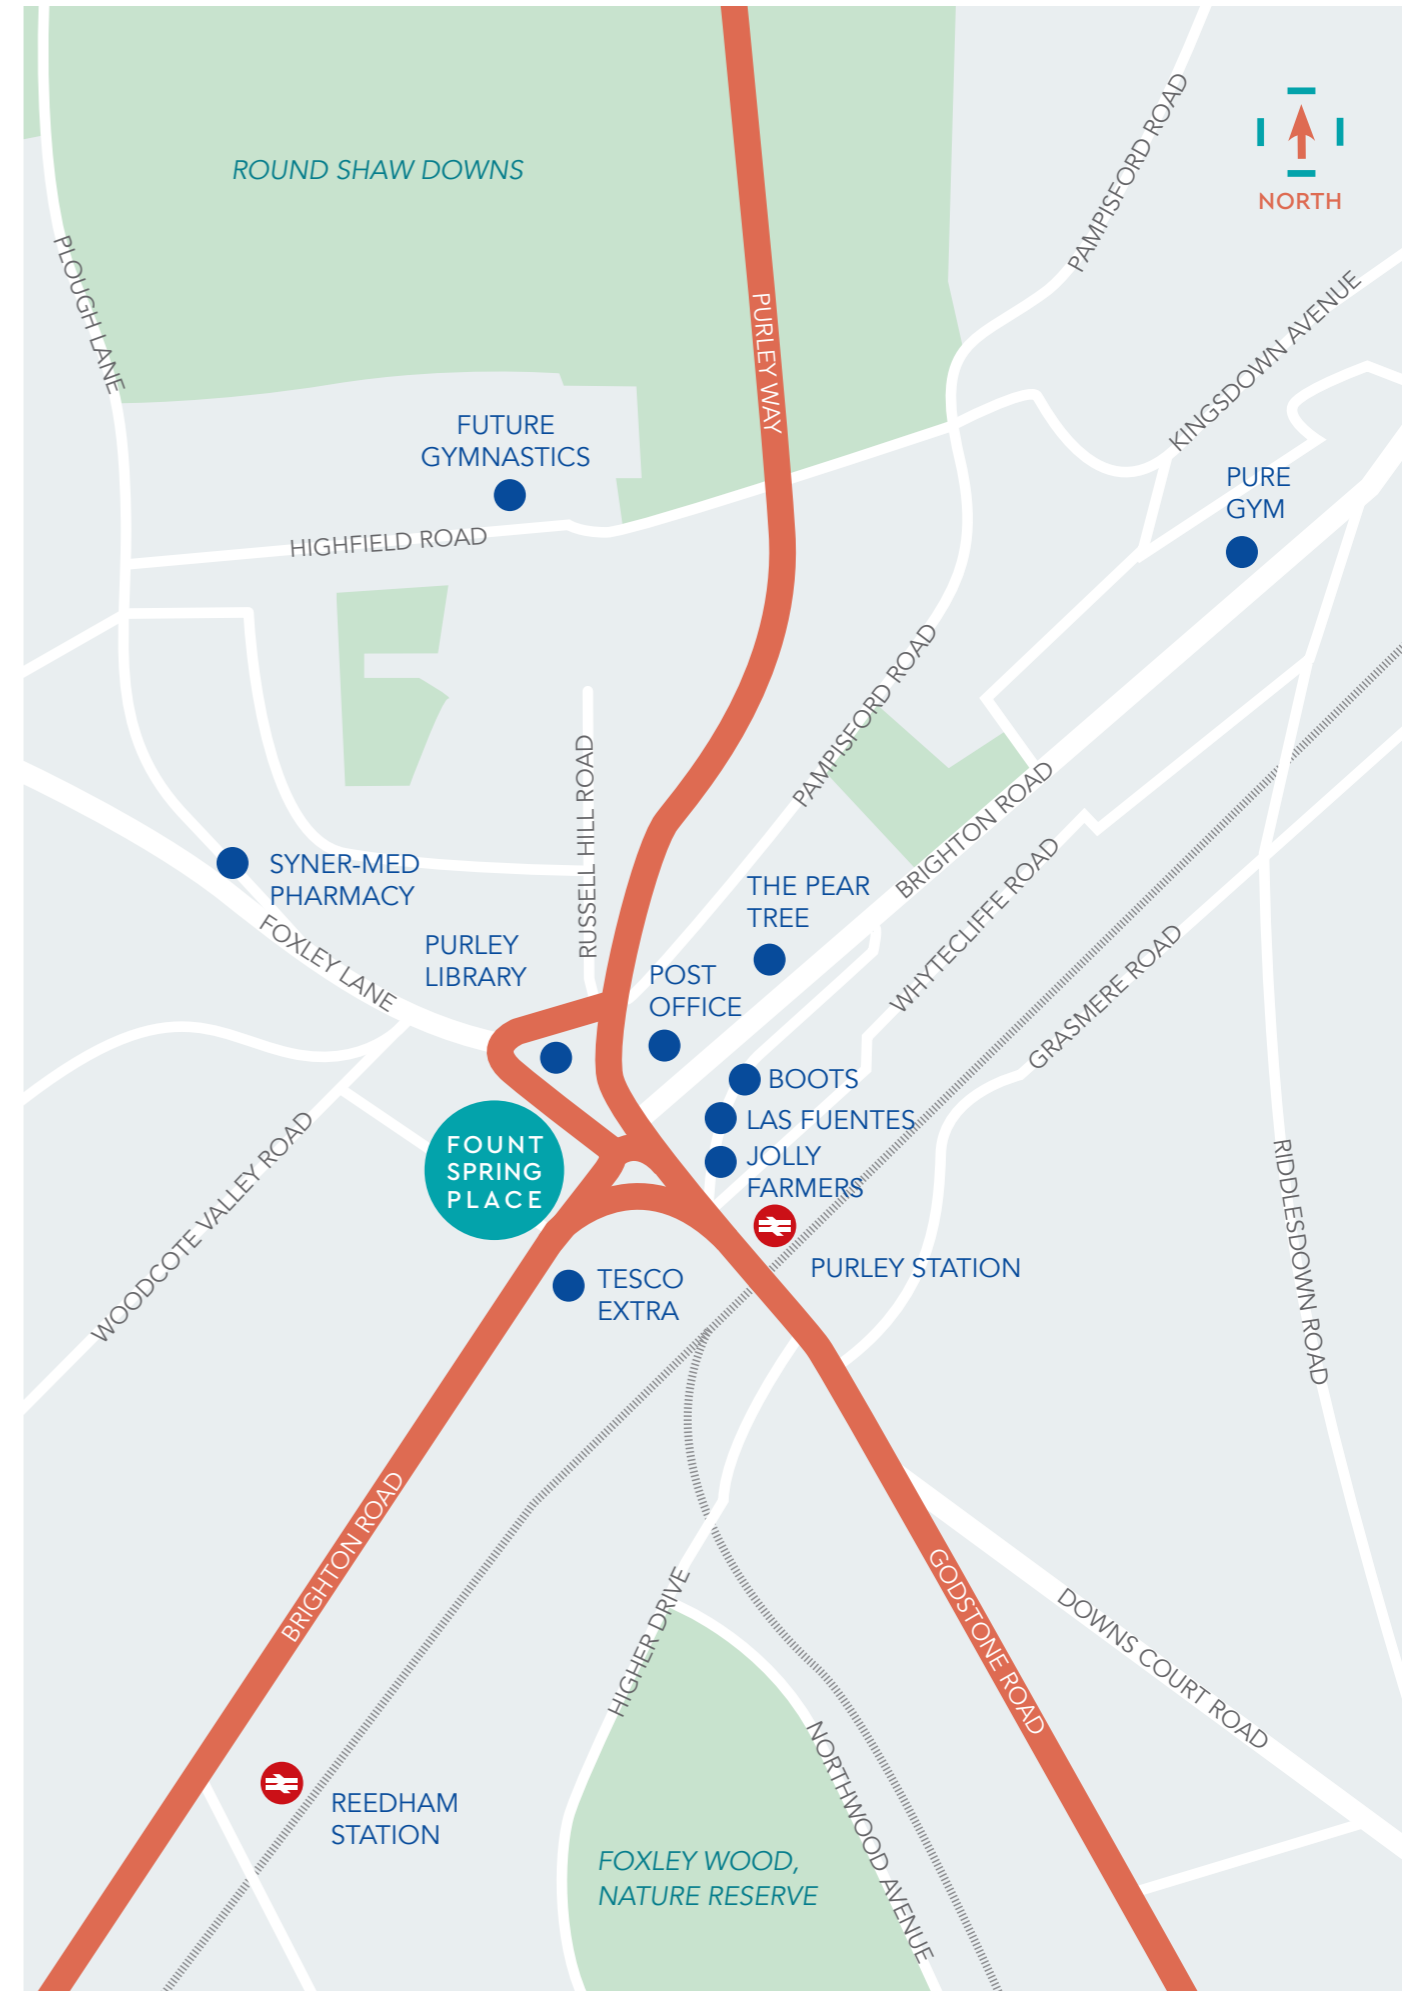 ROUND SHAW DOWNS
PAMPISFORD ROAD
NORTH
PLOUGH LANE
PURLEY WAY
KINGSDOWN AVENUE
FUTURE
GYMNASTICS
PURE
GYM
HIGHFIELD ROAD
PAMPISFORD ROAD
RUSSELL HILL ROAD
BRIGHTON ROAD
SYNER-MED
PHARMACY
THE PEAR
TREE
WHYTECLIFFE ROAD
FOXLEY LANE
PURLEY
LIBRARY
POST
OFFICE
GRASMERE ROAD
BOOTS
LAS FUENTES
JOLLY
FARMERS
FOUNT
SPRING
PLACE
WOODCOTE VALLEY ROAD
RIDDLESDOWN ROAD
PURLEY STATION
TESCO
EXTRA
BRIGHTON ROAD
GODSTONE ROAD
HIGHER DRIVE
DOWNS COURT ROAD
NORTHWOOD AVENUE
REEDHAM
STATION
FOXLEY WOOD,
NATURE RESERVE